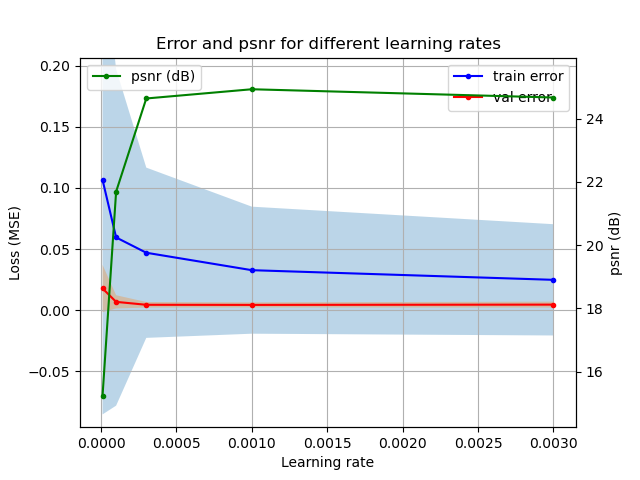 Error and psnr for different learning rates
psnr (dB)
train error
val error
0.20
0.15
0.10
0.05
0.00
−0.05
Loss (MSE)
24
22
20
18
16
psnr (dB)
0.0000 0.0005 0.0010 0.0015 0.0020 0.0025 0.0030
Learning rate